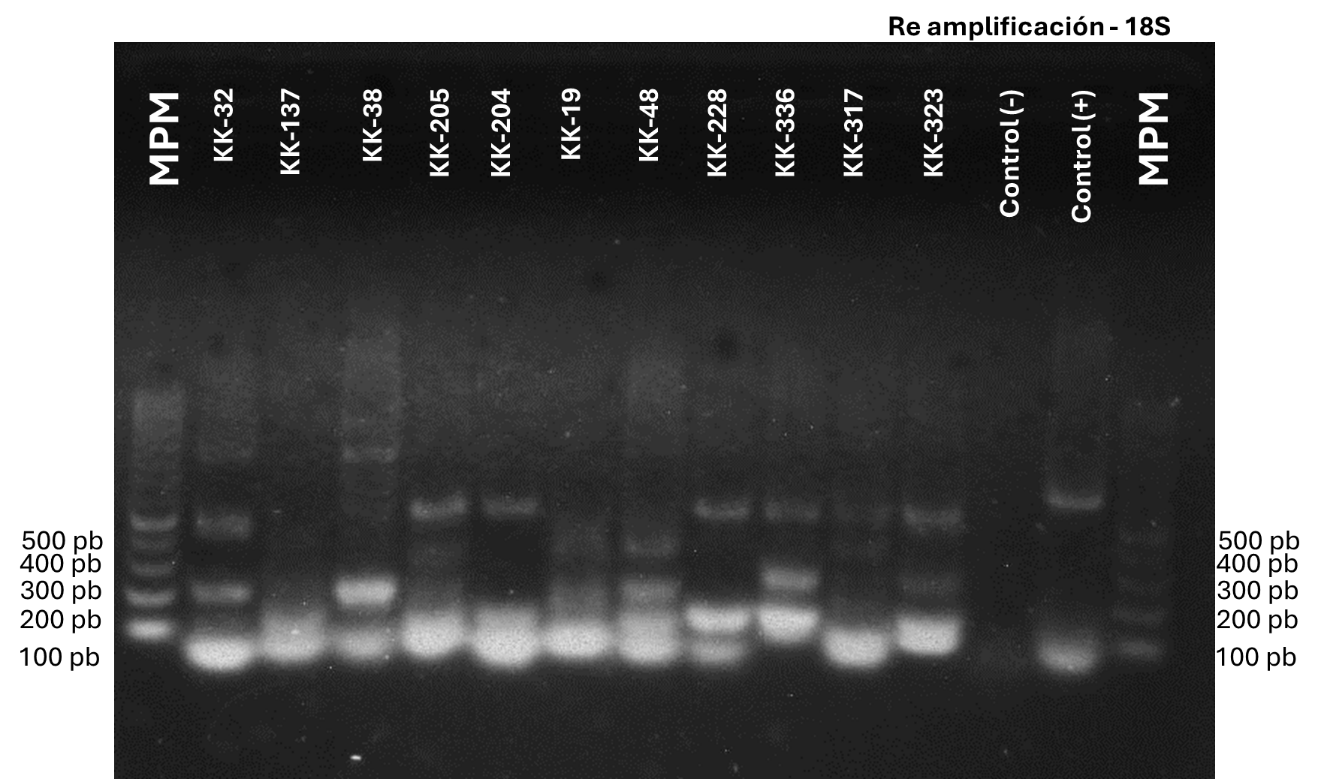 Re amplificación - 18S
MPM
KK-32
KK-137
KK-38
KK-205
KK-204
KK-19
KK-48
KK-228
KK-336
KK-317
KK-323
Control (-)
Control (+)
MPM
500 pb
400 pb
300 pb
200 pb
100 pb
500 pb
400 pb
300 pb
200 pb
100 pb